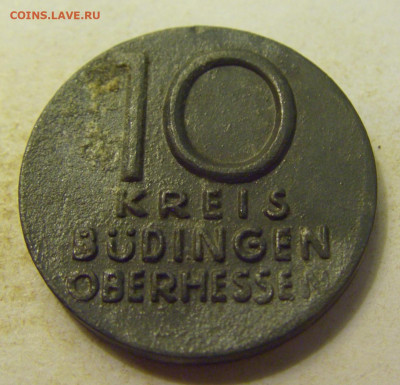 COINS.LAVE.RU
10
KREIS
BÜDINGEN
OBERHESSEN